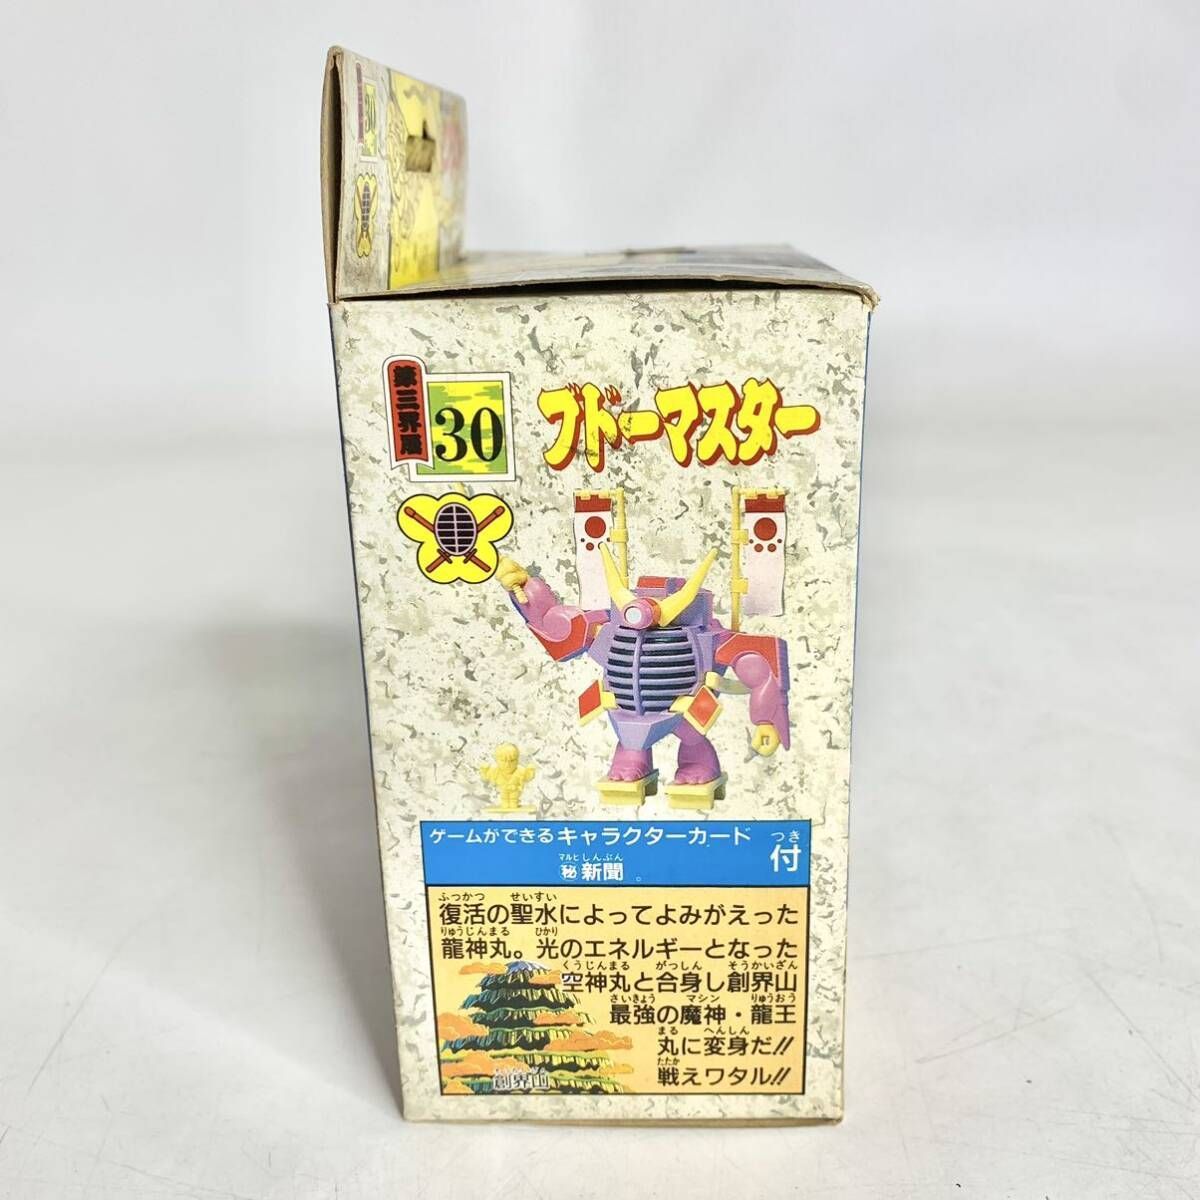 30
第三界層
30
ブドーマスター
ゲームができるキャラクターカード
つき
付
マルヒ しんぶん
㊙新聞
ふっかつ せいすい
復活の聖水によってよみがえった
りゅうじんまる ひかり
龍神丸。光のエネルギーとなった
くうじんまる がっしん そうかいざん
空神丸と合身し創界山
さいきょう マシン りゅうおう
最強の魔神・龍王
まる へんしん
丸に変身だ!!
たたか
戦えワタル!!
そうかいざん
創界山